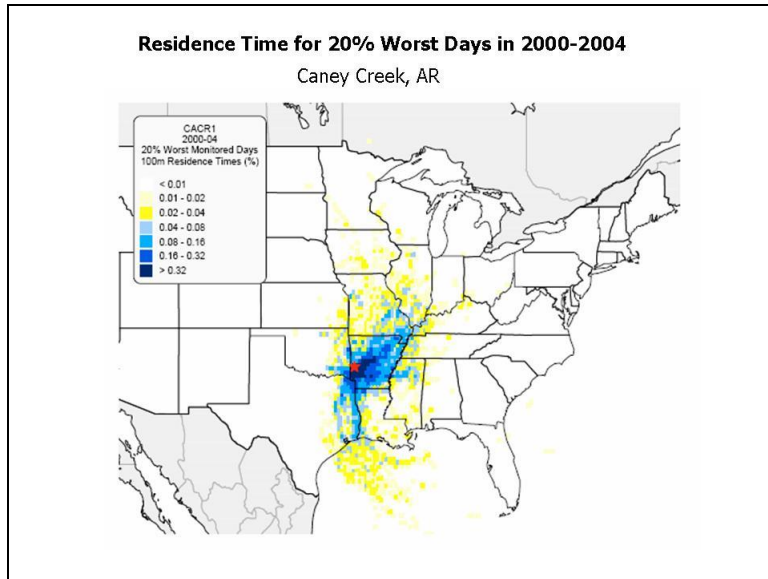 Residence Time for 20% Worst Days in 2000-2004
Caney Creek, AR
CACR1
2000-04
20% Worst Monitored Days
100m Residence Times (%)
< 0.01
0.01 - 0.02
0.02 - 0.04
0.04 - 0.08
0.08 - 0.16
0.16 - 0.32
> 0.32